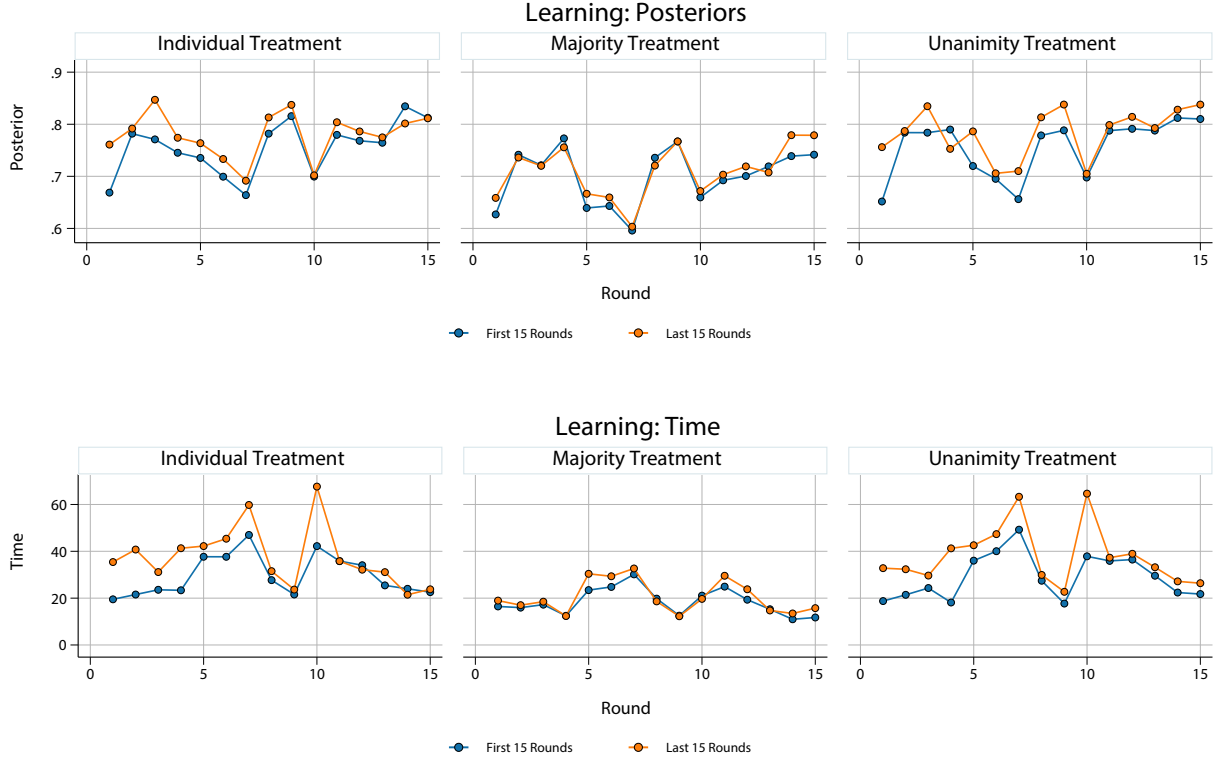 Learning: Posteriors
Individual Treatment Majority Treatment Unanimity Treatment
Posterior
.9
.8
.7
.6
0 5 10 15 0 5 10 15 0 5 10 15
Round
First 15 Rounds Last 15 Rounds
Learning: Time
Individual Treatment Majority Treatment Unanimity Treatment
Time
60
40
20
0
0 5 10 15 0 5 10 15 0 5 10 15
Round
First 15 Rounds Last 15 Rounds